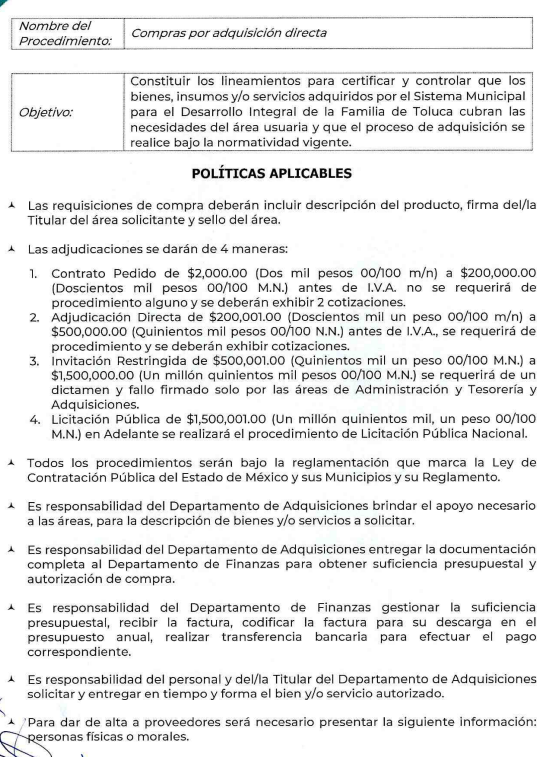 Nombre del
Procedimiento:
Compras por adquisición directa
Objetivo:
Constituir los lineamientos para certificar y controlar que los
bienes, insumos y/o servicios adquiridos por el Sistema Municipal
para el Desarrollo Integral de la Familia de Toluca cubran las
necesidades del área usuaria y que el proceso de adquisición se
realice bajo la normatividad vigente.
POLÍTICAS APLICABLES
Las requisiciones de compra deberán incluir descripción del producto, firma del/la
Titular del área solicitante y sello del área.
Las adjudicaciones se darán de 4 maneras:
1. Contrato Pedido de $2,000.00 (Dos mil pesos 00/100 m/n) a $200,000.00
(Doscientos mil pesos 00/100 M.N.) antes de I.V.A. no se requerirá de
procedimiento alguno y se deberán exhibir 2 cotizaciones.
2. Adjudicación Directa de $200,001.00 (Doscientos mil un peso 00/100 m/n) a
$500,000.00 (Quinientos mil pesos 00/100 N.N.) antes de I.V.A., se requerirá de
procedimiento y se deberán exhibir cotizaciones.
3. Invitación Restringida de $500,001.00 (Quinientos mil un peso 00/100 M.N.) a
$1,500,000.00 (Un millón quinientos mil pesos 00/100 M.N.) se requerirá de un
dictamen y fallo firmado solo por las áreas de Administración y Tesorería y
Adquisiciones.
4. Licitación Pública de $1,500,001.00 (Un millón quinientos mil, un peso 00/100
M.N.) en Adelante se realizará el procedimiento de Licitación Pública Nacional.
Todos los procedimientos serán bajo la reglamentación que marca la Ley de
Contratación Pública del Estado de México y sus Municipios y su Reglamento.
Es responsabilidad del Departamento de Adquisiciones brindar el apoyo necesario
a las áreas, para la descripción de bienes y/o servicios a solicitar.
Es responsabilidad del Departamento de Adquisiciones entregar la documentación
completa al Departamento de Finanzas para obtener suficiencia presupuestal y
autorización de compra.
Es responsabilidad del Departamento de Finanzas gestionar la suficiencia
presupuestal, recibir la factura, codificar la factura para su descarga en el
presupuesto anual, realizar transferencia bancaria para efectuar el pago
correspondiente.
Es responsabilidad del personal y del/la Titular del Departamento de Adquisiciones
solicitar y entregar en tiempo y forma el bien y/o servicio autorizado.
Para dar de alta a proveedores será necesario presentar la siguiente información:
personas físicas o morales.